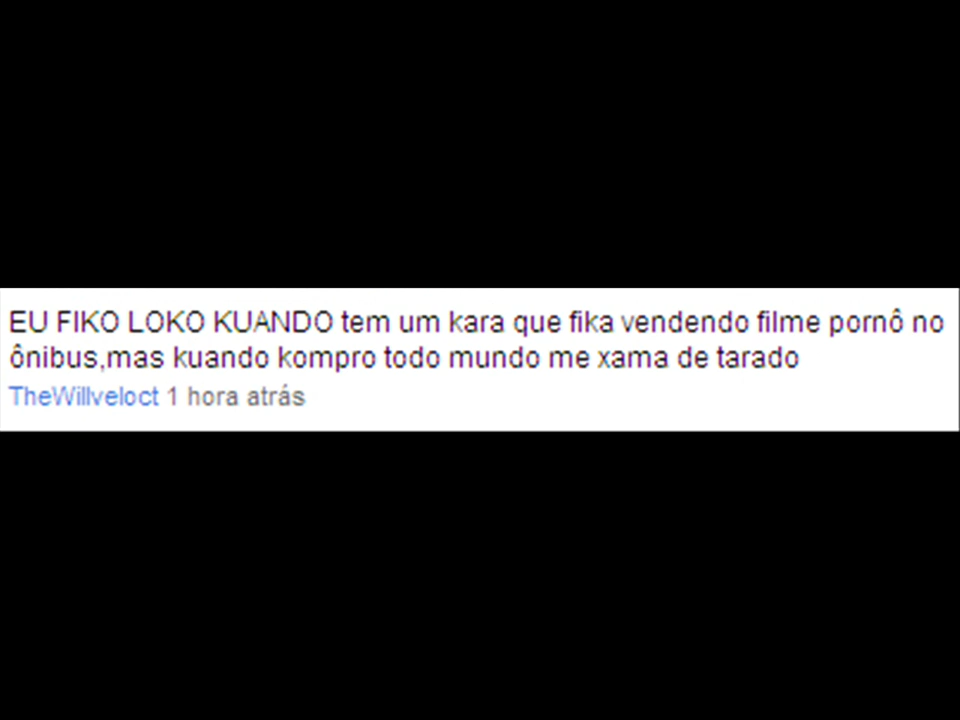 EU FIKO LOKO KUANDO tem um kara que fika vendendo filme pornô no
ônibus,mas kuando kompro todo mundo me xama de tarado
TheWillveloct 1 hora atrás